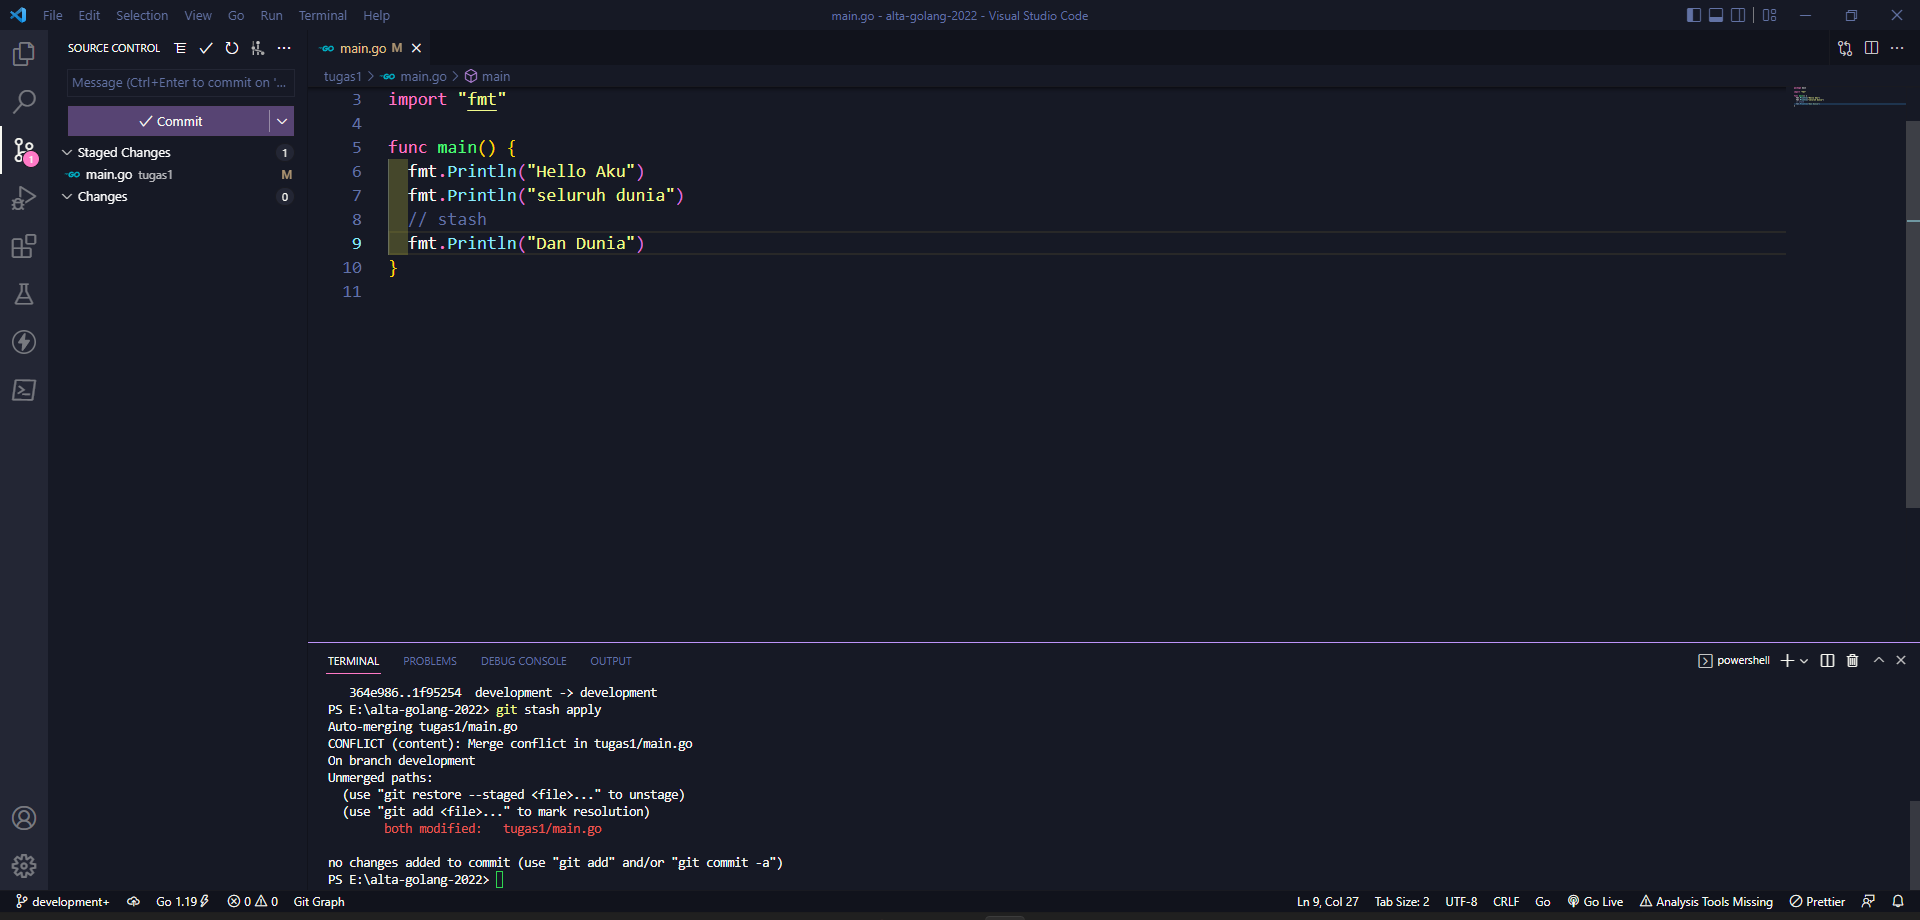 File Edit Selection View Go Run Terminal Help
main.go - alta-golang-2022 - Visual Studio Code
SOURCE CONTROL
main.go M
Message (Ctrl+Enter to commit on '...
tugas1 > main.go > main
Commit
Staged Changes 1
main.go tugas1 M
Changes 0
1
3 import "fmt"
4
5 func main() {
6 fmt.Println("Hello Aku")
7 fmt.Println("seluruh dunia")
8 // stash
9 fmt.Println("Dan Dunia")
10 }
11
TERMINAL PROBLEMS DEBUG CONSOLE OUTPUT
powershell
364e986..1f95254 development -> development
PS E:\alta-golang-2022> git stash apply
Auto-merging tugas1/main.go
CONFLICT (content): Merge conflict in tugas1/main.go
On branch development
Unmerged paths:
(use "git restore --staged <file>..." to unstage)
(use "git add <file>..." to mark resolution)
both modified: tugas1/main.go
no changes added to commit (use "git add" and/or "git commit -a")
PS E:\alta-golang-2022>
development+ Go 1.19 0 0 Git Graph
Ln 9, Col 27 Tab Size: 2 UTF-8 CRLF Go Go Live Analysis Tools Missing Prettier